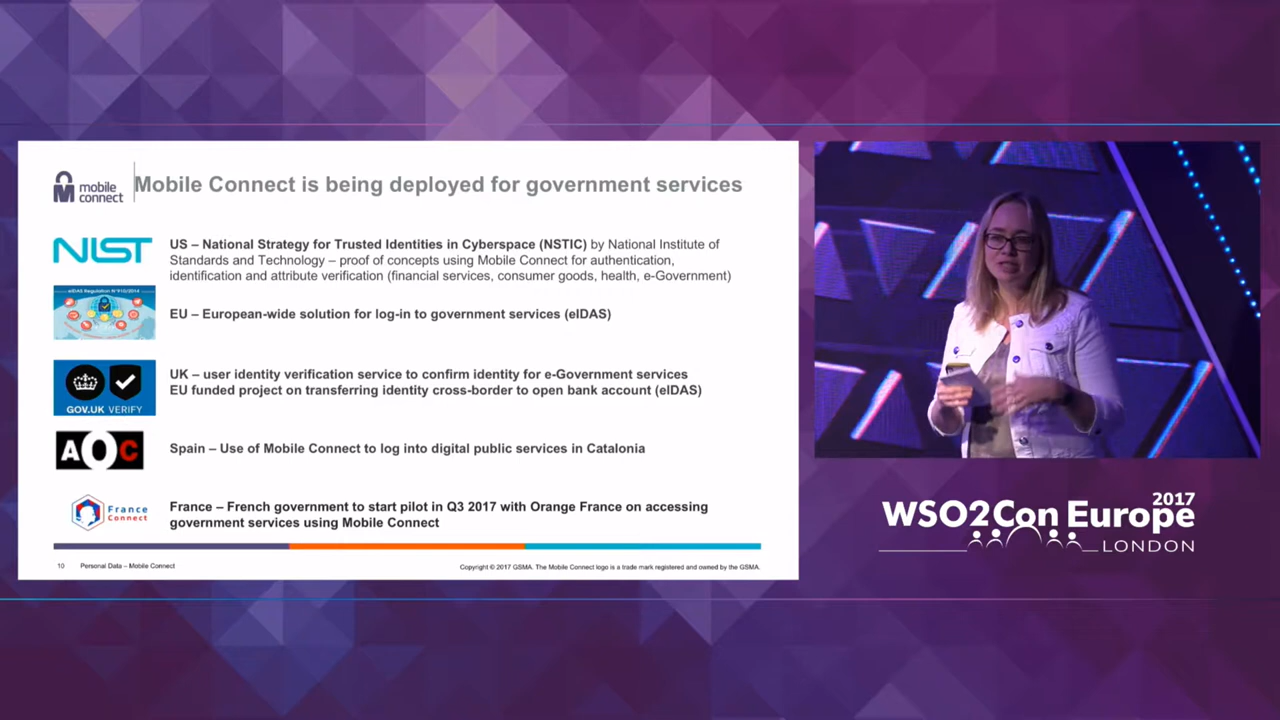 mobile
connect
Mobile Connect is being deployed for government services
NIST
US – National Strategy for Trusted Identities in Cyberspace (NSTIC) by National Institute of
Standards and Technology – proof of concepts using Mobile Connect for authentication,
identification and attribute verification (financial services, consumer goods, health, e-Government)
eIDAS Regulation N°910/2014
EU – European-wide solution for log-in to government services (eIDAS)
GOV.UK VERIFY
UK – user identity verification service to confirm identity for e-Government services
EU funded project on transferring identity cross-border to open bank account (eIDAS)
AOC
Spain – Use of Mobile Connect to log into digital public services in Catalonia
France
Connect
France – French government to start pilot in Q3 2017 with Orange France on accessing
government services using Mobile Connect
10 Personal Data – Mobile Connect
Copyright © 2017 GSMA. The Mobile Connect logo is a trade mark registered and owned by the GSMA.
2017
WSO2Con Europe
LONDON